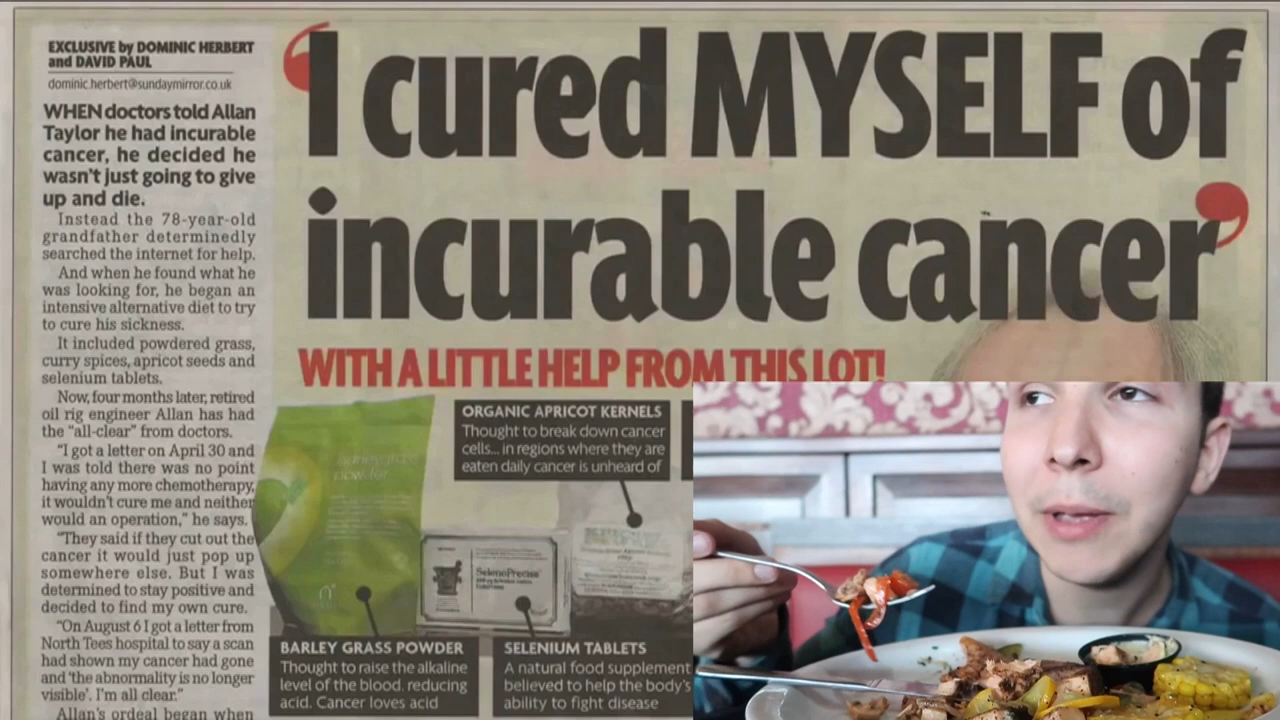 EXCLUSIVE by DOMINIC HERBERT
and DAVID PAUL
dominic.herbert@sundaymirror.co.uk
WHEN doctors told Allan
Taylor he had incurable
cancer, he decided he
wasn't just going to give
up and die.
Instead the 78-year-old
grandfather determinedly
searched the internet for help.
And when he found what he
was looking for, he began an
intensive alternative diet to try
to cure his sickness.
It included powdered grass,
curry spices, apricot seeds and
selenium tablets.
Now, four months later, retired
oil rig engineer Allan has had
the “all-clear” from doctors.
“I got a letter on April 30 and
I was told there was no point
having any more chemotherapy,
it wouldn't cure me and neither
would an operation,” he says.
“They said if they cut out the
cancer it would just pop up
somewhere else. But I was
determined to stay positive and
decided to find my own cure.
“On August 6 I got a letter from
North Tees hospital to say a scan
had shown my cancer had gone
and ‘the abnormality is no longer
visible’. I'm all clear.”
Allan's ordeal began when
‘I cured MYSELF of
incurable cancer’
WITH A LITTLE HELP FROM THIS LOT!
ORGANIC APRICOT KERNELS
Thought to break down cancer
cells... in regions where they are
eaten daily cancer is unheard of
barleygrass
powder
SelenoPrecise
BARLEY GRASS POWDER
Thought to raise the alkaline
level of the blood, reducing
acid. Cancer loves acid
SELENIUM TABLETS
A natural food supplement
believed to help the body's
ability to fight disease